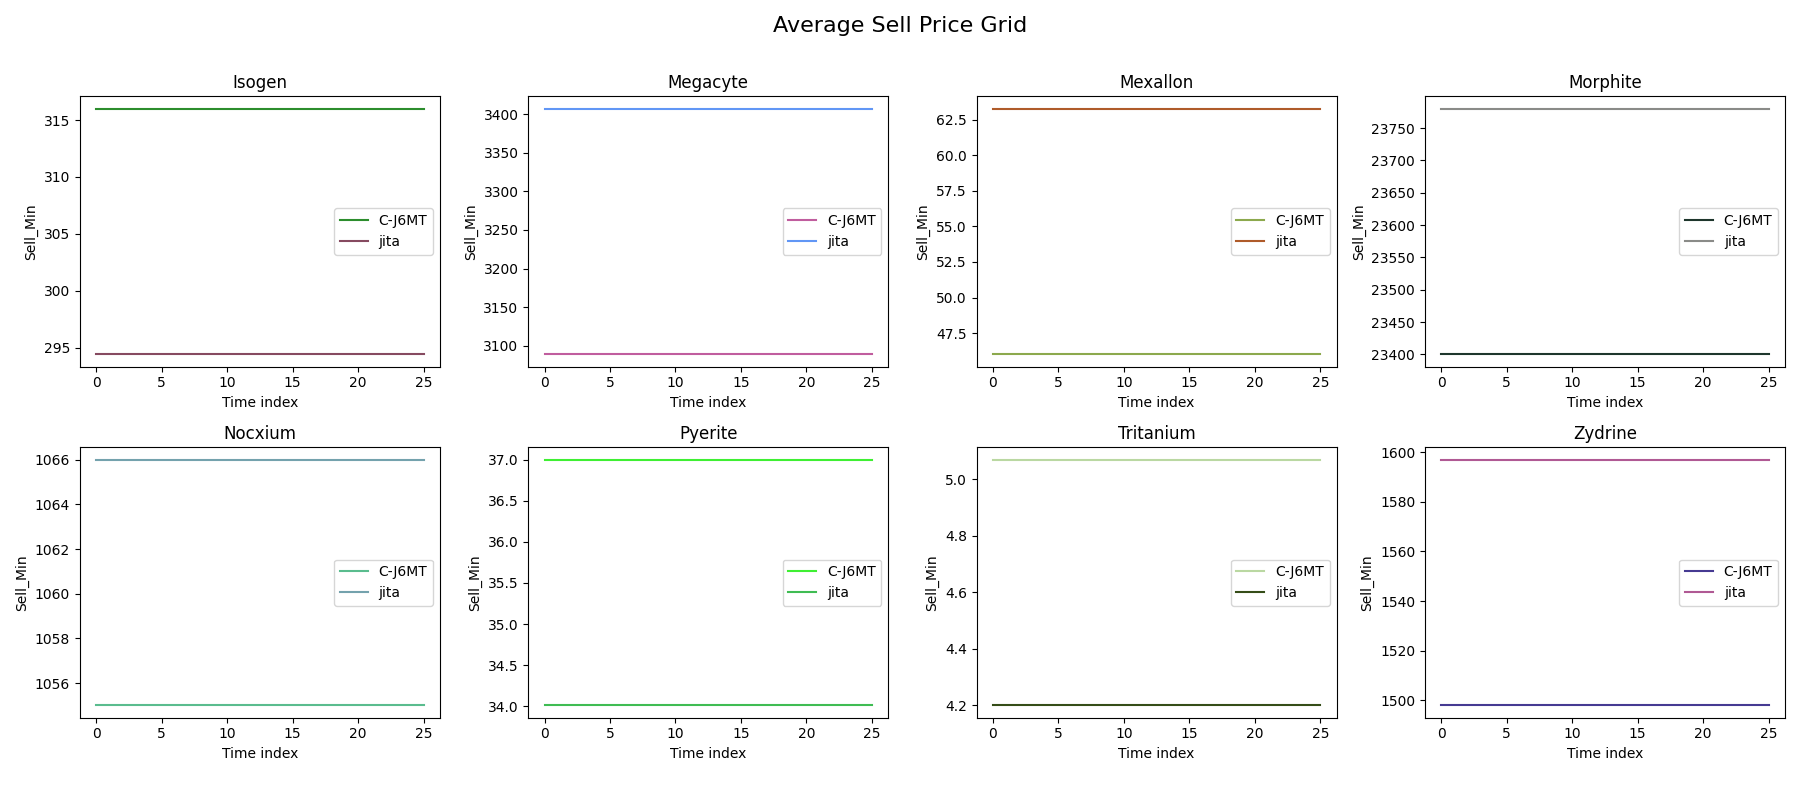 Average Sell Price Grid
Isogen
315
310
305
300
295
Sell_Min
C-J6MT
jita
0 5 10 15 20 25
Time index
Megacyte
3400
3350
3300
3250
3200
3150
3100
Sell_Min
C-J6MT
jita
0 5 10 15 20 25
Time index
Mexallon
62.5
60.0
57.5
55.0
52.5
50.0
47.5
Sell_Min
C-J6MT
jita
0 5 10 15 20 25
Time index
Morphite
23750
23700
23650
23600
23550
23500
23450
23400
Sell_Min
C-J6MT
jita
0 5 10 15 20 25
Time index
Nocxium
1066
1064
1062
1060
1058
1056
Sell_Min
C-J6MT
jita
0 5 10 15 20 25
Time index
Pyerite
37.0
36.5
36.0
35.5
35.0
34.5
34.0
Sell_Min
C-J6MT
jita
0 5 10 15 20 25
Time index
Tritanium
5.0
4.8
4.6
4.4
4.2
Sell_Min
C-J6MT
jita
0 5 10 15 20 25
Time index
Zydrine
1600
1580
1560
1540
1520
1500
Sell_Min
C-J6MT
jita
0 5 10 15 20 25
Time index